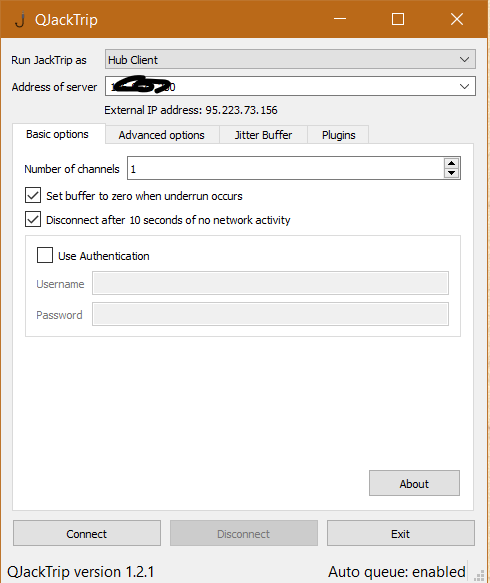 QJackTrip
Run JackTrip as Hub Client
Address of server
External IP address: 95.223.73.156
Basic options Advanced options Jitter Buffer Plugins
Number of channels 1
Set buffer to zero when underrun occurs
Disconnect after 10 seconds of no network activity
Use Authentication
Username
Password
About
Connect Disconnect Exit
QJackTrip version 1.2.1 Auto queue: enabled